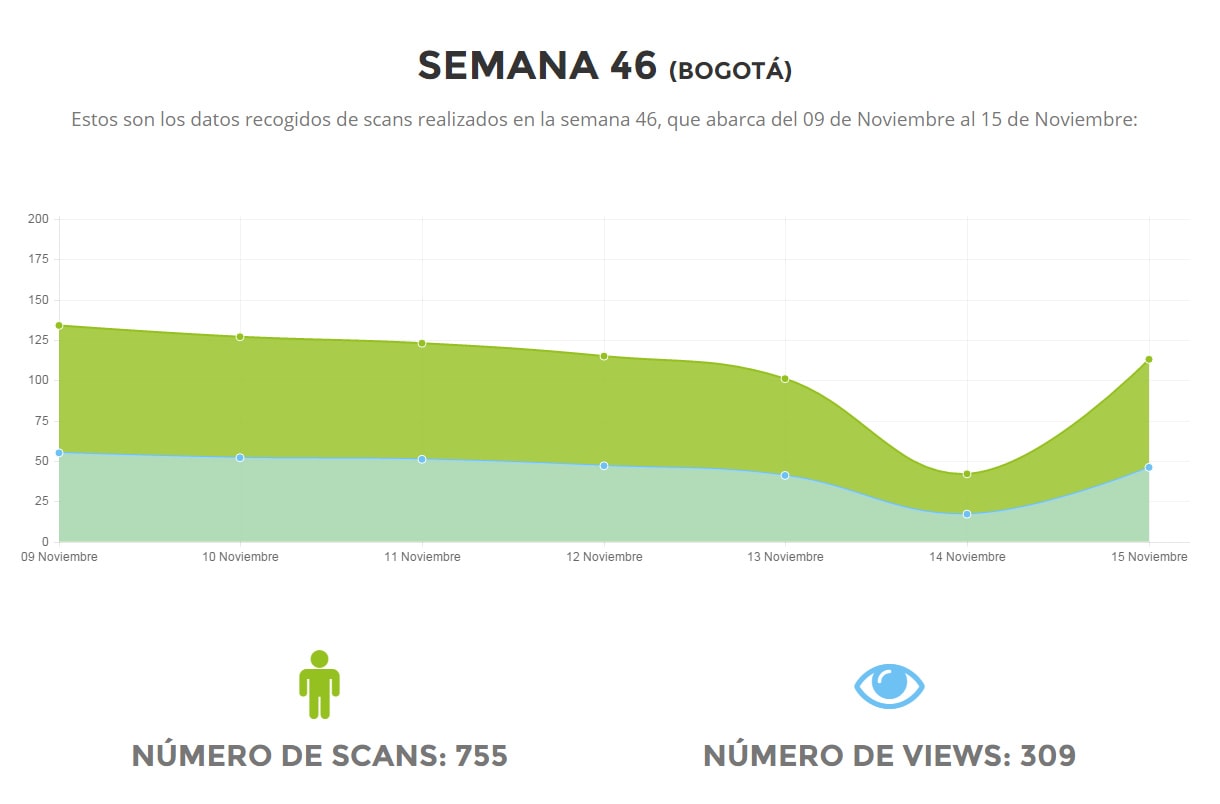 SEMANA 46 (BOGOTÁ)
Estos son los datos recogidos de scans realizados en la semana 46, que abarca del 09 de Noviembre al 15 de Noviembre:
200
175
150
125
100
75
50
25
0
09 Noviembre 10 Noviembre 11 Noviembre 12 Noviembre 13 Noviembre 14 Noviembre 15 Noviembre
NÚMERO DE SCANS: 755 NÚMERO DE VIEWS: 309